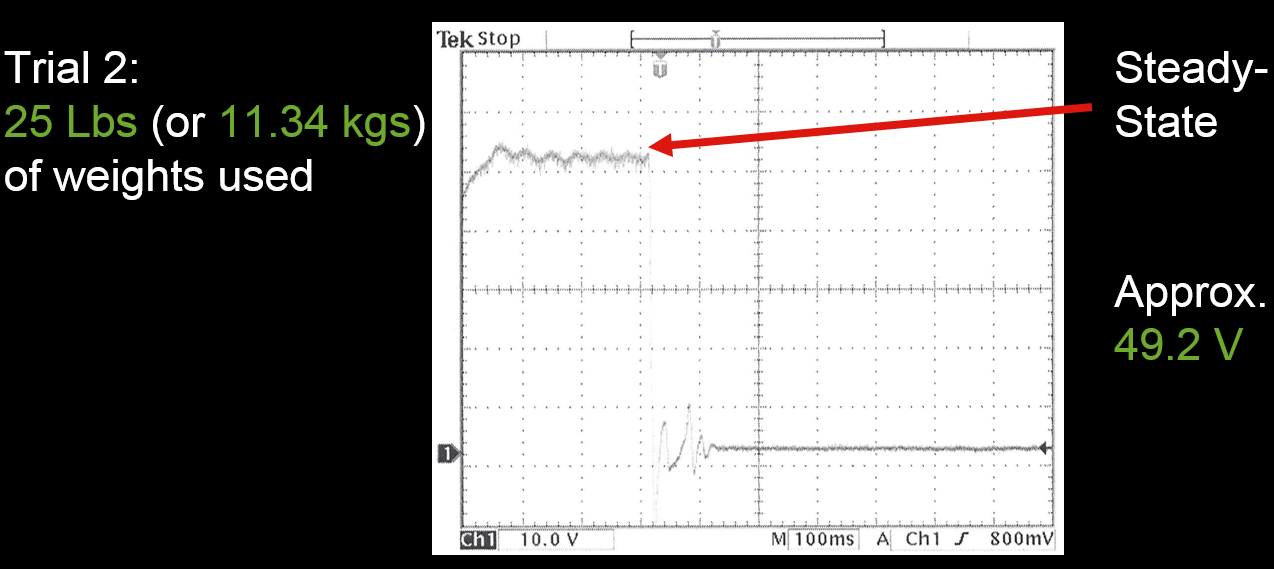 Trial 2:
25 Lbs (or 11.34 kgs)
of weights used
Tek Stop
T
T
1
Ch1 10.0 V M 100ms A Ch1 ƒ 800mV
Steady-
State
Approx.
49.2 V